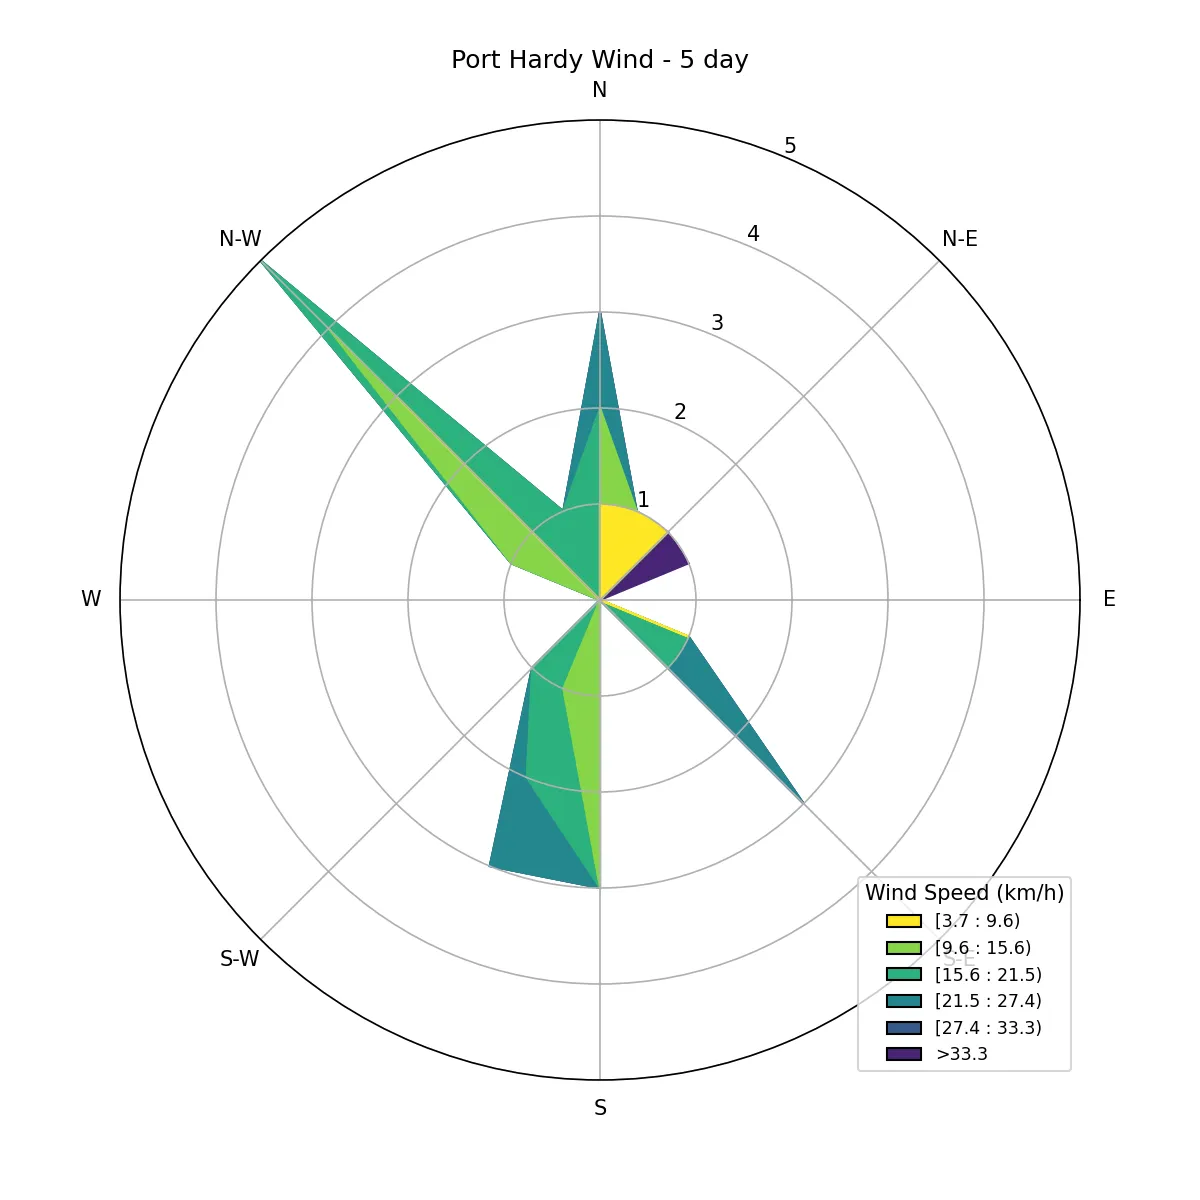 Port Hardy Wind - 5 day
N
5
N-W
4
N-E
3
2
1
W
E
Wind Speed (km/h)
[3.7 : 9.6)
[9.6 : 15.6)
S-W
S-E
[15.6 : 21.5)
[21.5 : 27.4)
[27.4 : 33.3)
>33.3
S